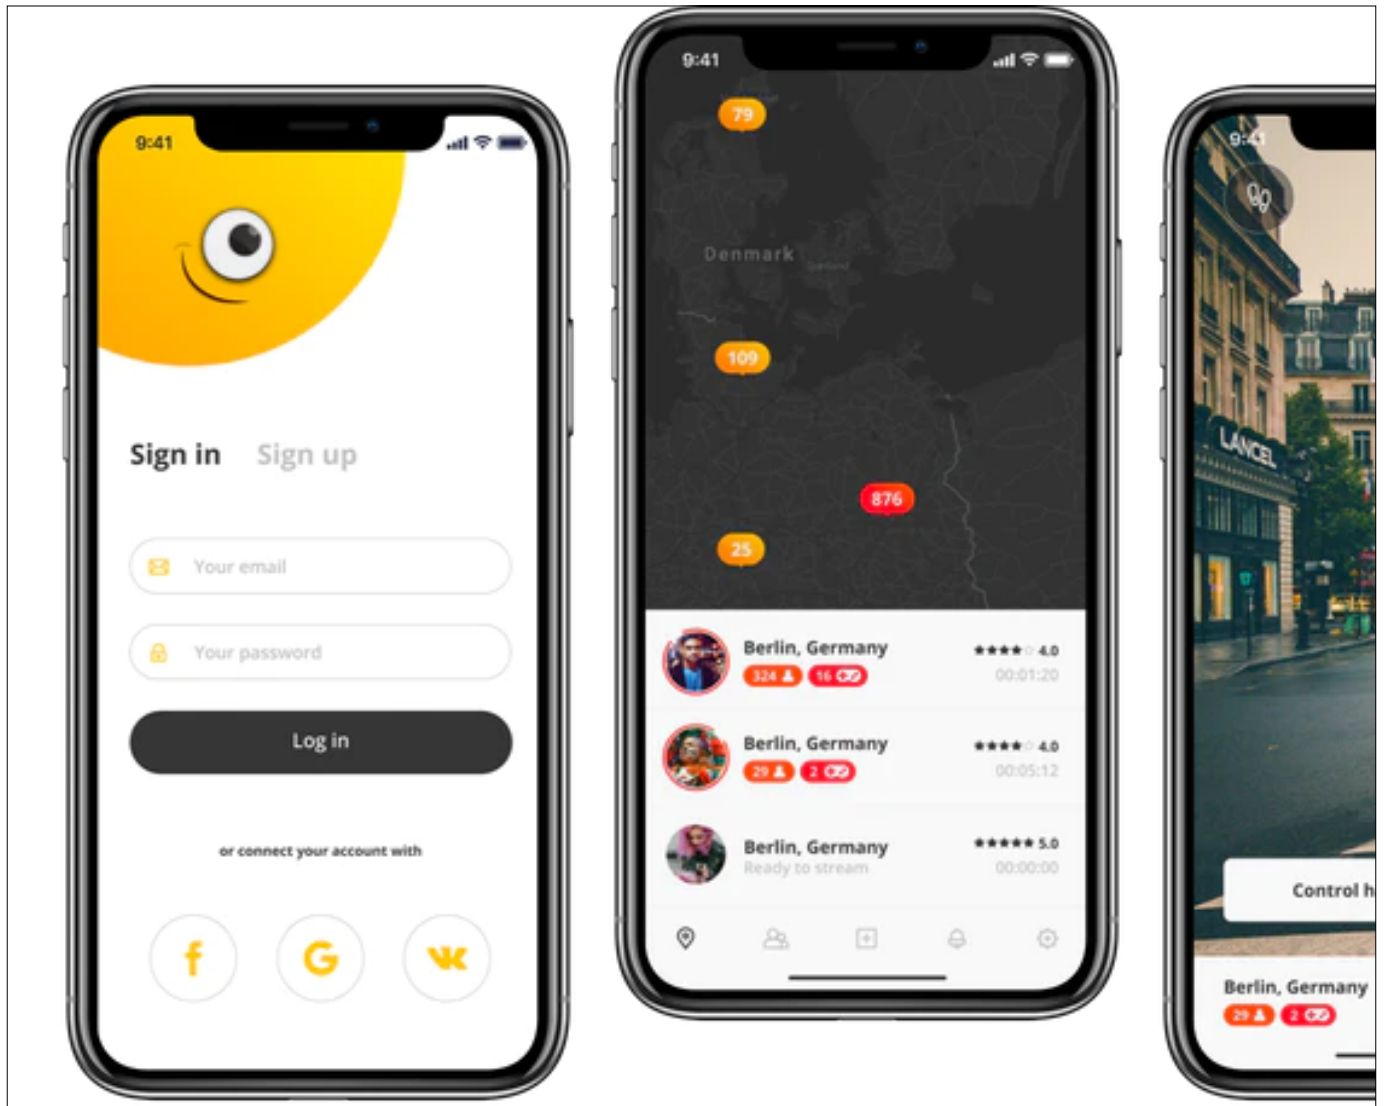 9:41
Sign in Sign up
Your email
Your password
Log in
or connect your account with
f G
9:41
79
Denmark
109
876
25
Berlin, Germany
★★★★☆ 4.0
324 16
00:01:20
Berlin, Germany
★★★★☆ 4.0
29 2
00:05:12
Berlin, Germany
★★★★★ 5.0
Ready to stream
00:00:00
9:41
LANCEL
Control h
Berlin, Germany
29 2